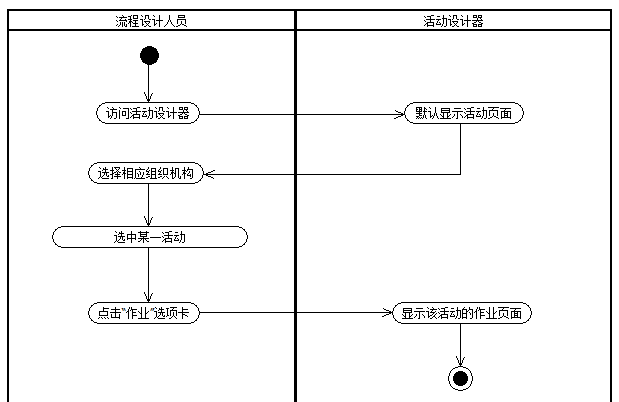 流程设计人员
活动设计器
访问活动设计器
默认显示活动页面
选择相应组织机构
选中某一活动
点击“作业”选项卡
显示该活动的作业页面